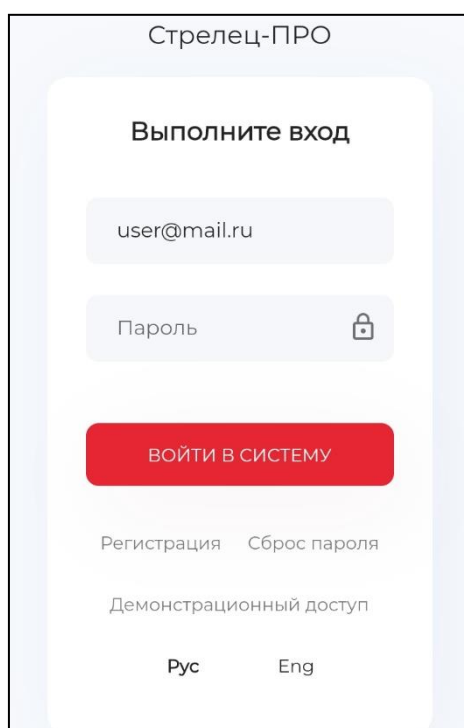 Стрелец-ПРО
Выполните вход
user@mail.ru
Пароль
ВОЙТИ В СИСТЕМУ
Регистрация Сброс пароля
Демонстрационный доступ
Рус Eng